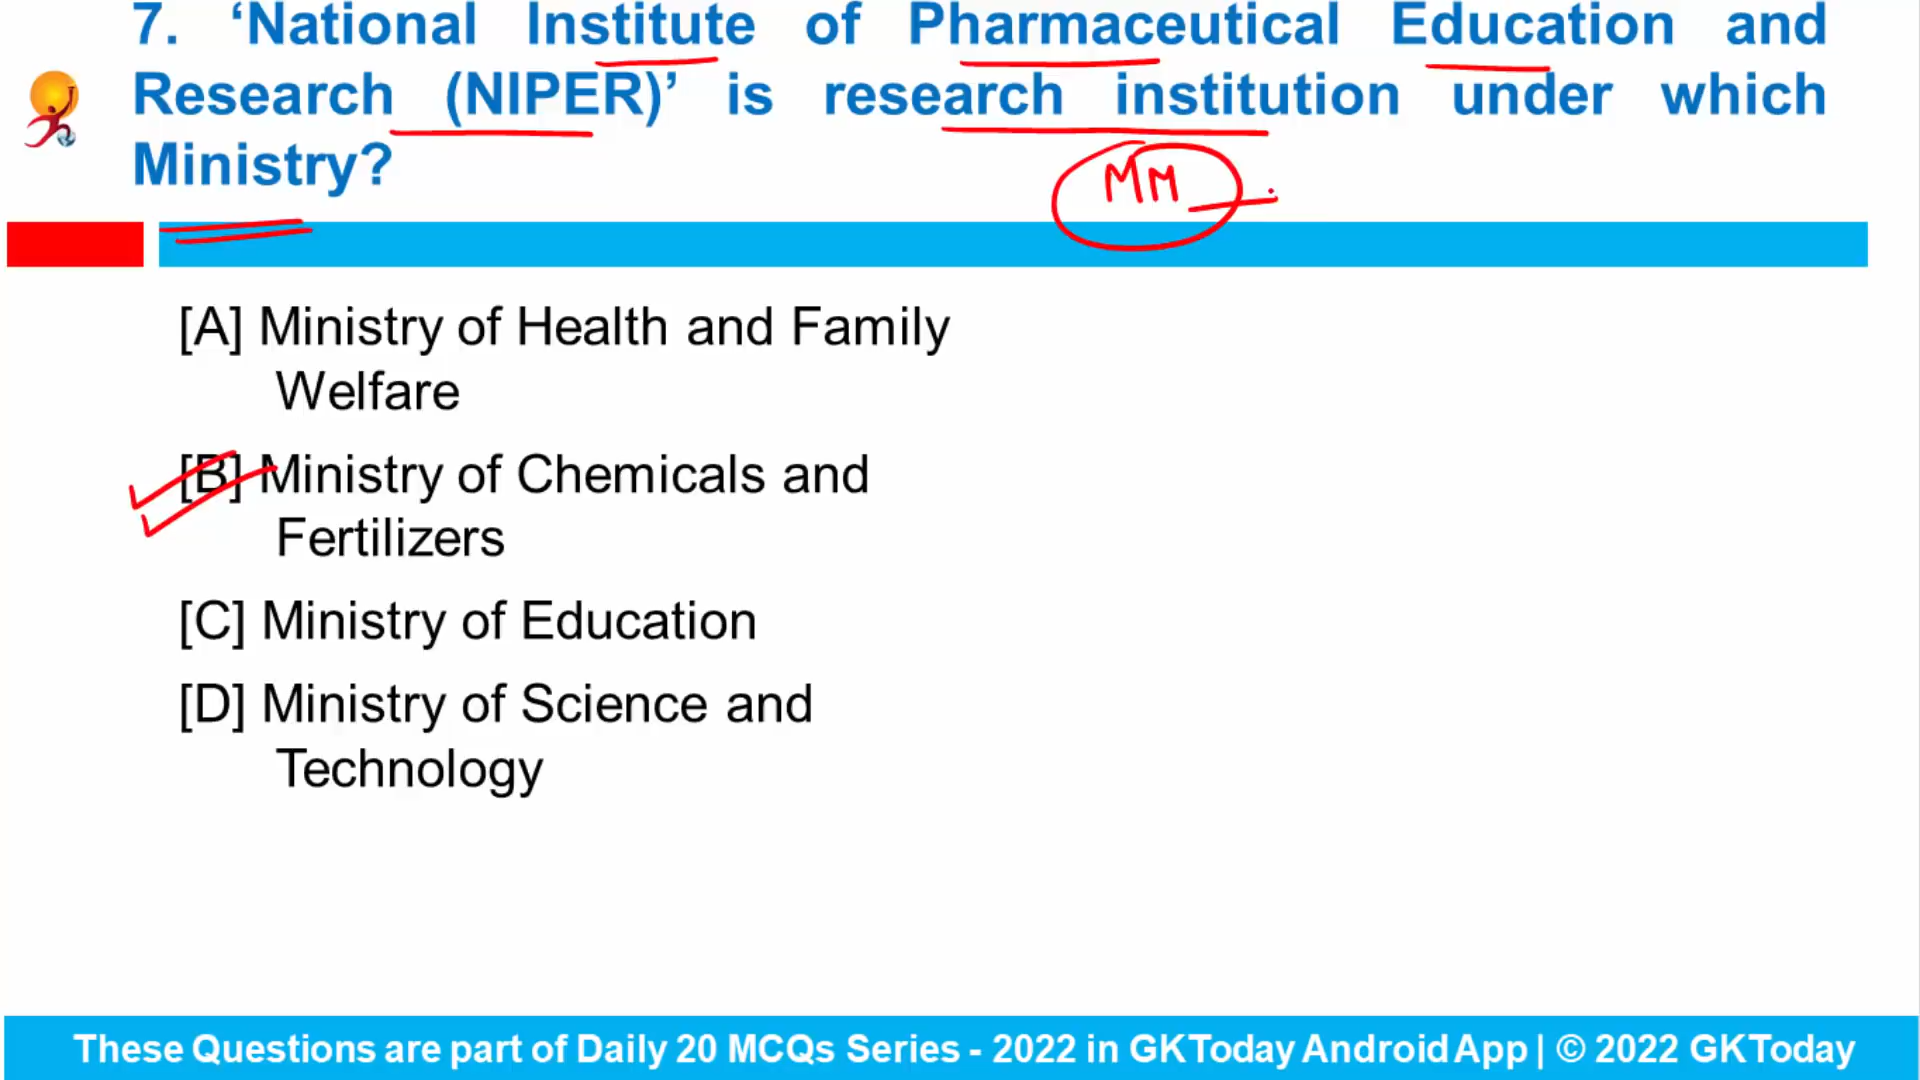 7. ‘National Institute of Pharmaceutical Education and
Research (NIPER)’ is research institution under which
Ministry?
MM
[A] Ministry of Health and Family
Welfare
[B] Ministry of Chemicals and
Fertilizers
[C] Ministry of Education
[D] Ministry of Science and
Technology
These Questions are part of Daily 20 MCQs Series - 2022 in GKToday Android App | © 2022 GKToday